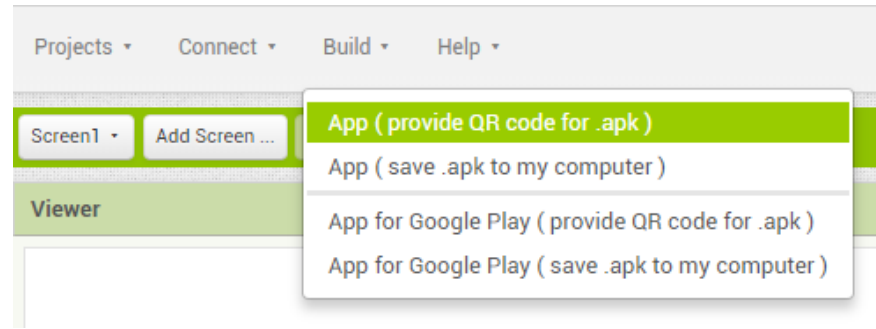 Projects Connect Build Help
Screen1 Add Screen ...
App ( provide QR code for .apk )
App ( save .apk to my computer )
Viewer
App for Google Play ( provide QR code for .apk )
App for Google Play ( save .apk to my computer )